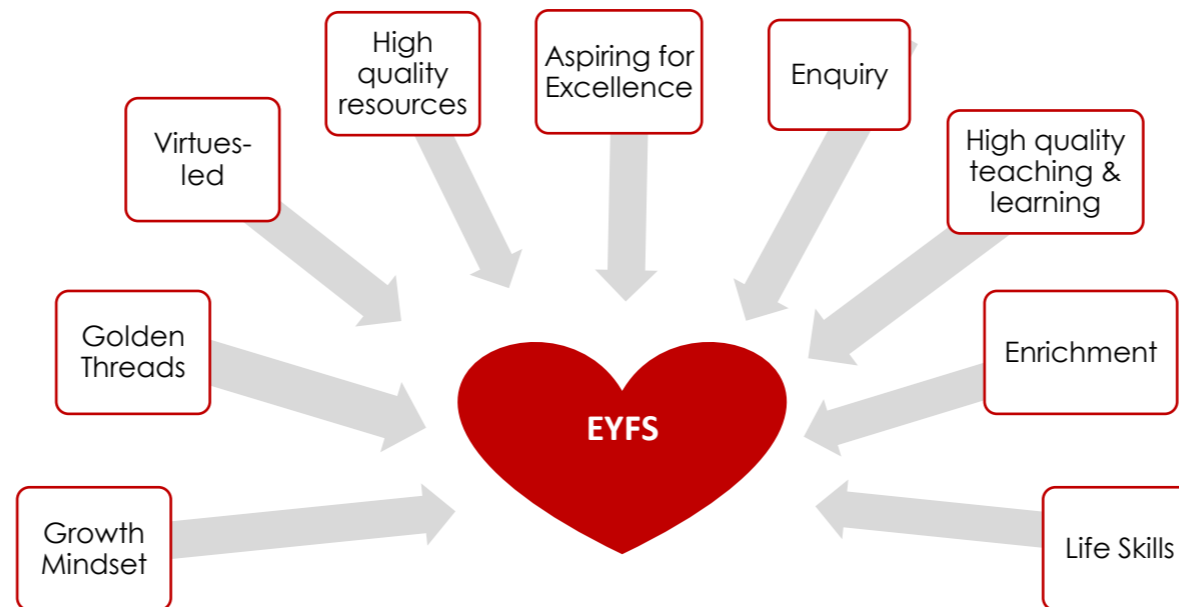 High
quality
resources
Aspiring for
Excellence
Enquiry
Virtues-
led
High quality
teaching &
learning
Golden
Threads
Enrichment
EYFS
Growth
Mindset
Life Skills